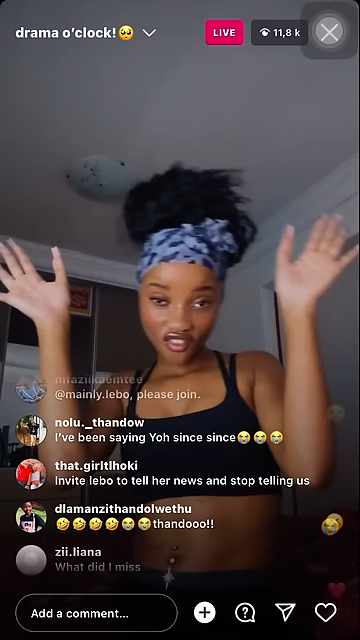 drama o'clock!🥺
LIVE
11,8 k
mraziikaemtee
@mainly.lebo, please join.
nolu._thandow
I've been saying Yoh since since😭😭😭
that.girltlhoki
Invite lebo to tell her news and stop telling us
dlamanzithandolwethu
🤣🤣🤣🤣😭😭thandooo!!
zii.liana
What did I miss
Add a comment...